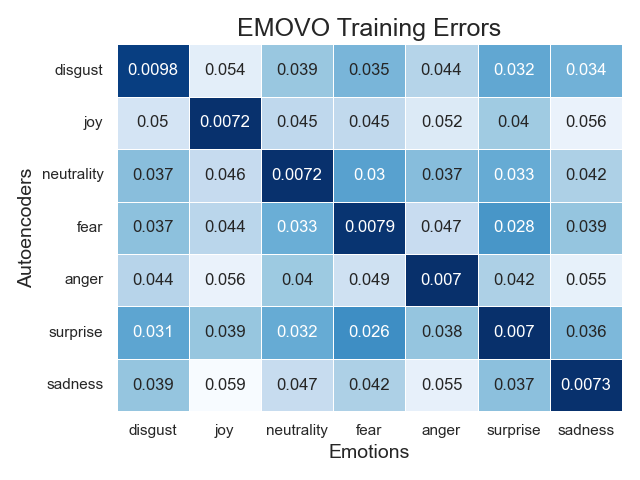 EMOVO Training Errors
Autoencoders
disgust 0.0098 0.054 0.039 0.035 0.044 0.032 0.034
joy 0.05 0.0072 0.045 0.045 0.052 0.04 0.056
neutrality 0.037 0.046 0.0072 0.03 0.037 0.033 0.042
fear 0.037 0.044 0.033 0.0079 0.047 0.028 0.039
anger 0.044 0.056 0.04 0.049 0.007 0.042 0.055
surprise 0.031 0.039 0.032 0.026 0.038 0.007 0.036
sadness 0.039 0.059 0.047 0.042 0.055 0.037 0.0073
disgust joy neutrality fear anger surprise sadness
Emotions